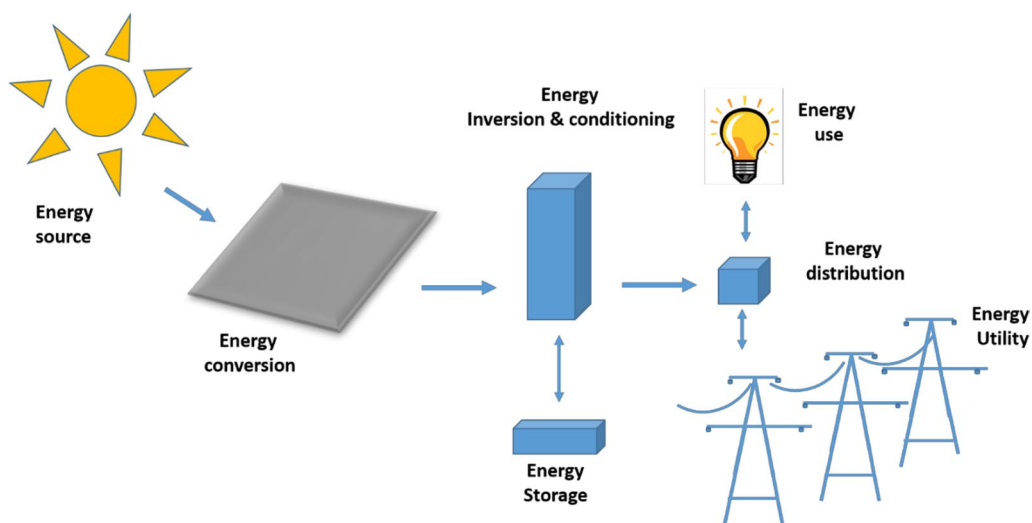 Energy
source
Energy
conversion
Energy
Inversion & conditioning
Energy
Storage
Energy
use
Energy
distribution
Energy
Utility